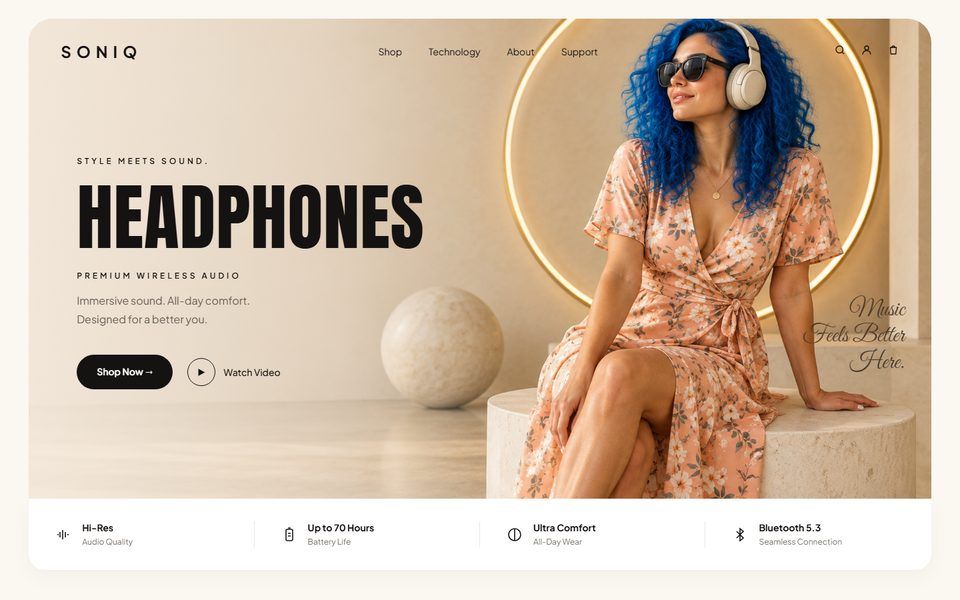 SONIQ
Shop Technology About Support
STYLE MEETS SOUND.
HEADPHONES
PREMIUM WIRELESS AUDIO
Immersive sound. All-day comfort.
Designed for a better you.
Shop Now →
Watch Video
Music
Feels Better
Here.
Hi-Res
Audio Quality
Up to 70 Hours
Battery Life
Ultra Comfort
All-Day Wear
Bluetooth 5.3
Seamless Connection